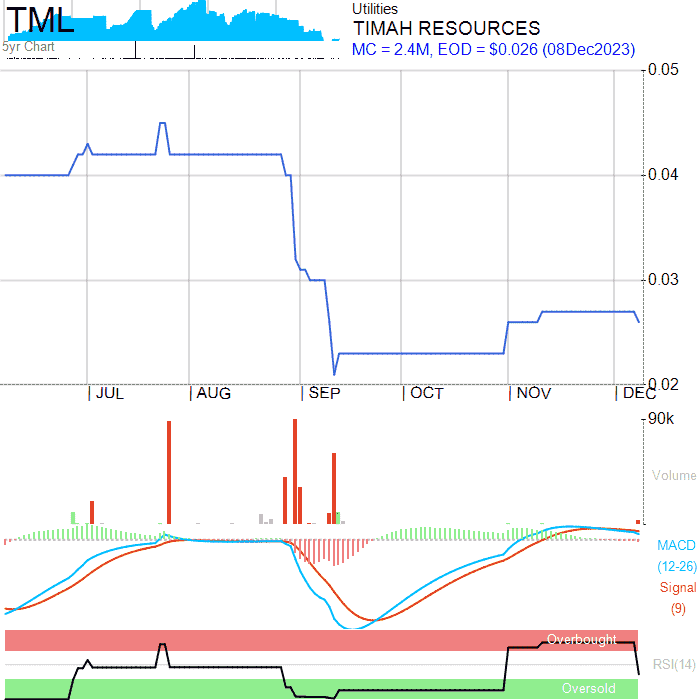 TML
5yr Chart
Utilities
TIMAH RESOURCES
MC = 2.4M, EOD = $0.026 (08Dec2023)
0.05
0.04
0.03
0.02
JUL AUG SEP OCT NOV DEC
90k
Volume
MACD
(12-26)
Signal
(9)
Overbought
RSI(14)
Oversold